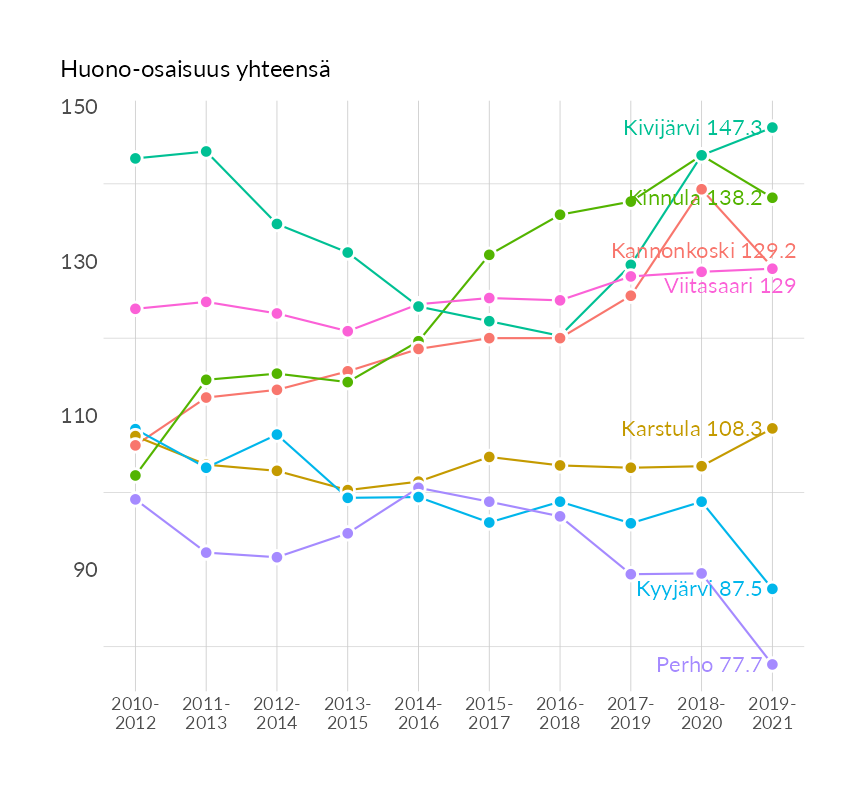 Huono-osaisuus yhteensä
150
130
110
90
Kivijärvi 147.3
Kinnula 138.2
Kannonkoski 129.2
Viitasaari 129
Karstula 108.3
Kyyjärvi 87.5
Perho 77.7
2010- 2011- 2012- 2013- 2014- 2015- 2016- 2017- 2018- 2019-
2012 2013 2014 2015 2016 2017 2018 2019 2020 2021